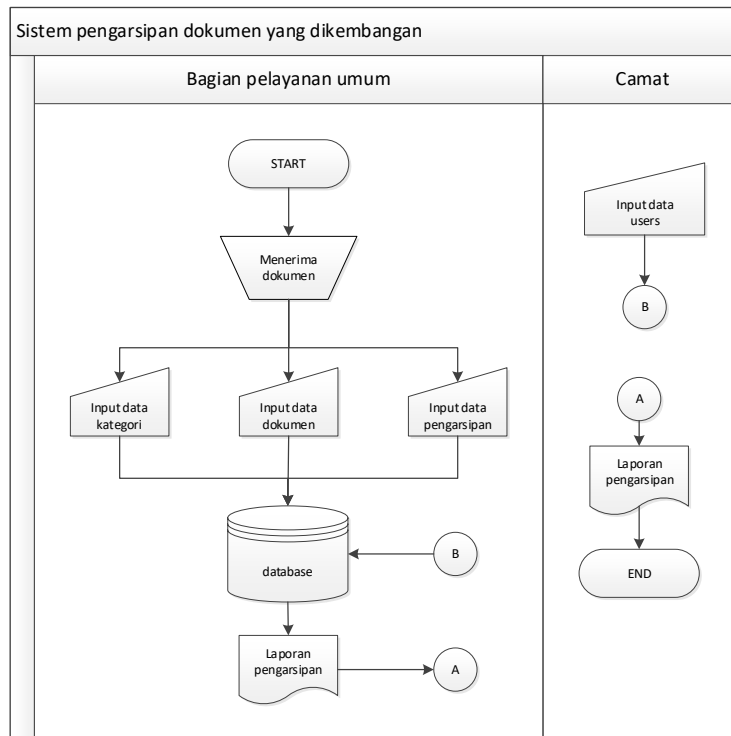 Sistem pengarsipan dokumen yang dikembangan
Bagian pelayanan umum
Camat
START
Menerima
dokumen
Input data
kategori
Input data
dokumen
Input data
pengarsipan
database
B
Laporan
pengarsipan
A
Input data
users
B
A
Laporan
pengarsipan
END